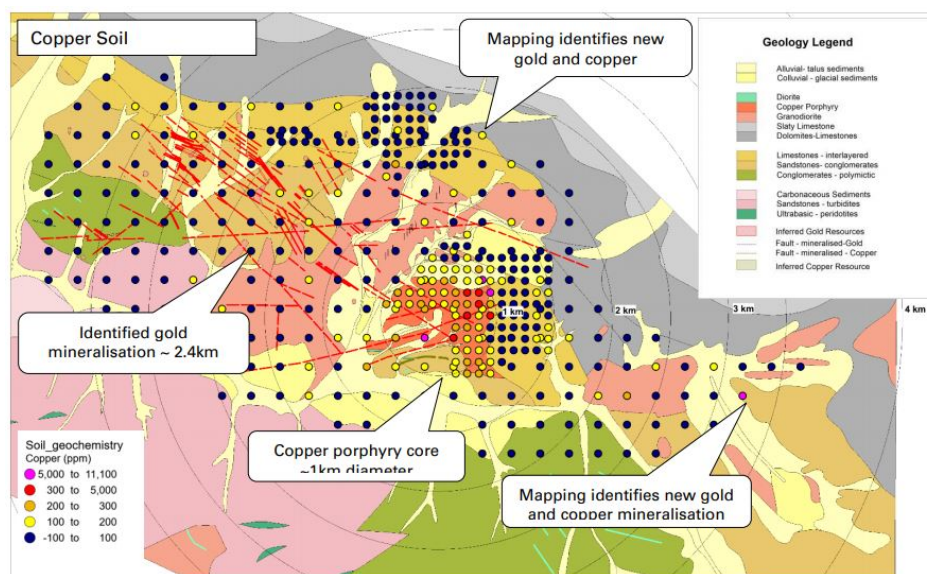 Copper Soil
Mapping identifies new
gold and copper
Geology Legend
Alluvial- talus sediments
Colluvial - glacial sediments
Diorite
Copper Porphyry
Granodiorite
Slaty Limestone
Dolomites-Limestones
Limestones - interlayered
Sandstones- conglomerates
Conglomerates - polymictic
Carbonaceous Sediments
Sandstones - turbidites
Ultrabasic - peridotites
Inferred Gold Resources
Fault - mineralised-Gold
Fault - mineralised - Copper
Inferred Copper Resource
1 km
2 km
3 km
4 km
Identified gold
mineralisation ~ 2.4km
Copper porphyry core
~1km diameter
Mapping identifies new gold
and copper mineralisation
Soil_geochemistry
Copper (ppm)
5,000 to 11,100
300 to 5,000
200 to 300
100 to 200
-100 to 100